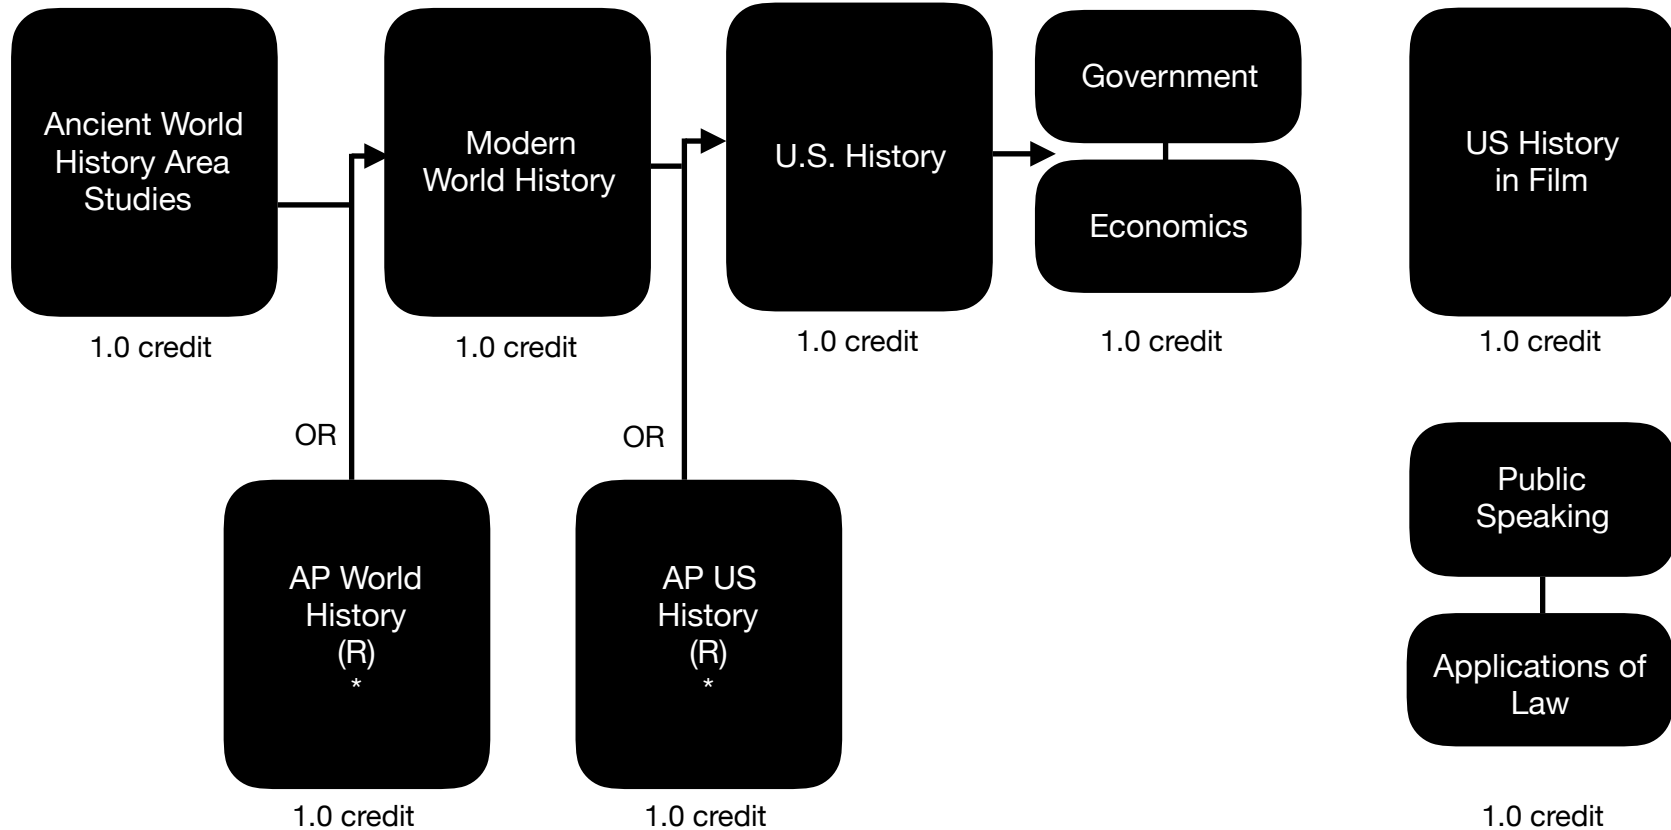 Ancient World
History Area
Studies
1.0 credit
Modern
World History
1.0 credit
U.S. History
1.0 credit
Government
Economics
1.0 credit
US History
in Film
1.0 credit
OR
AP World
History
(R)
*
1.0 credit
OR
AP US
History
(R)
*
1.0 credit
Public
Speaking
Applications of
Law
1.0 credit